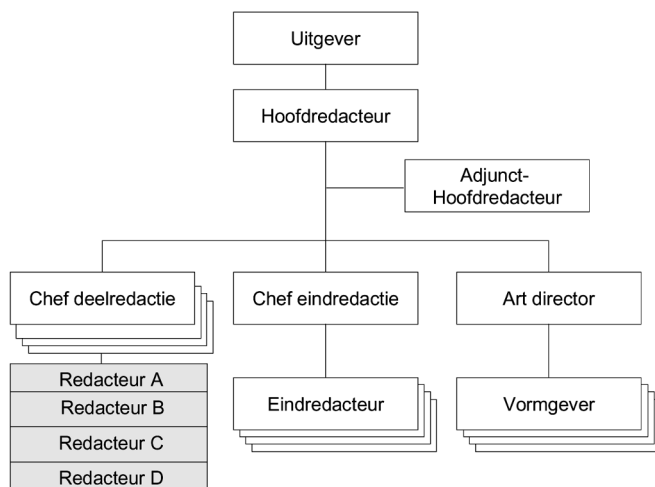 Uitgever
Hoofdredacteur
Adjunct-
Hoofdredacteur
Chef deelredactie
Chef eindredactie
Art director
Redacteur A
Redacteur B
Redacteur C
Redacteur D
Eindredacteur
Vormgever